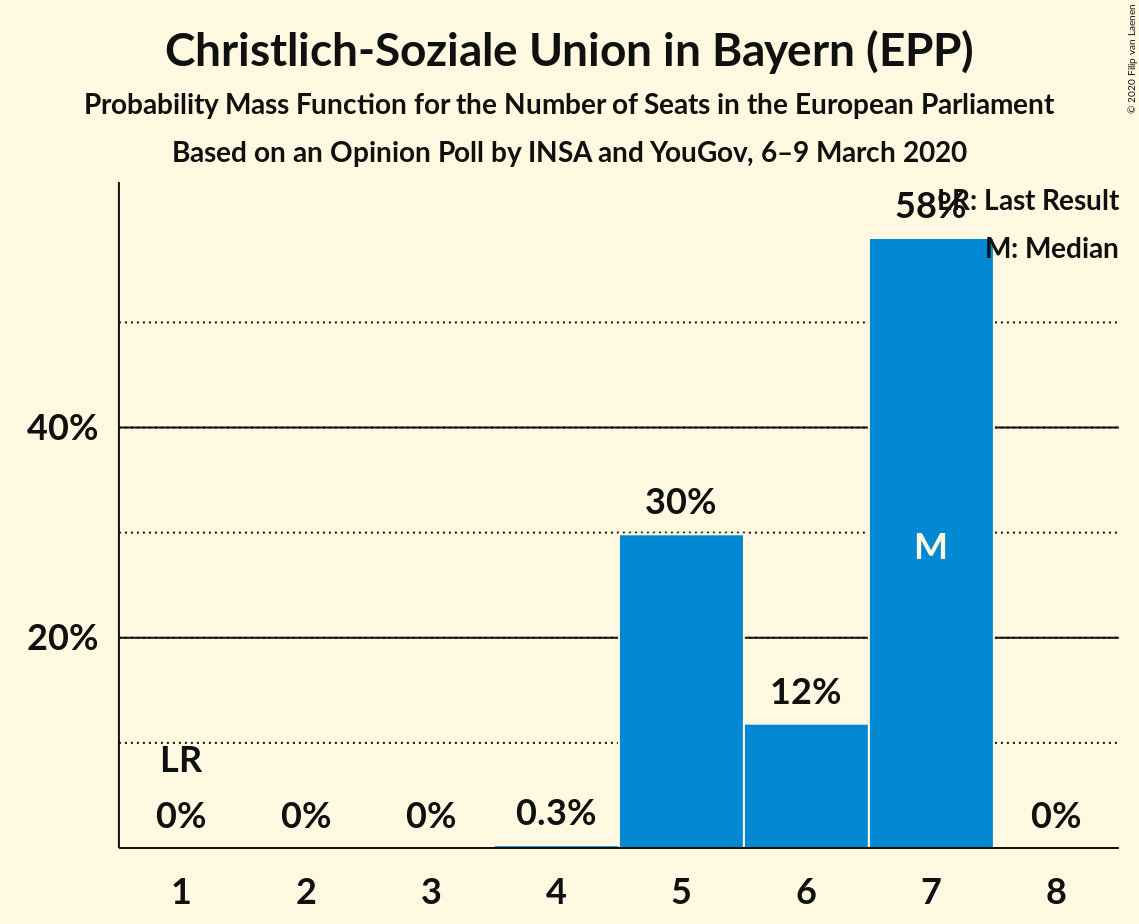 Christlich-Soziale Union in Bayern (EPP)
Probability Mass Function for the Number of Seats in the European Parliament
Based on an Opinion Poll by INSA and YouGov, 6–9 March 2020
© 2020 Filip van Laenen
LR: Last Result
M: Median
58%
40%
30%
M
20%
12%
LR
0%
0%
0%
0.3%
0%
1 2 3 4 5 6 7 8